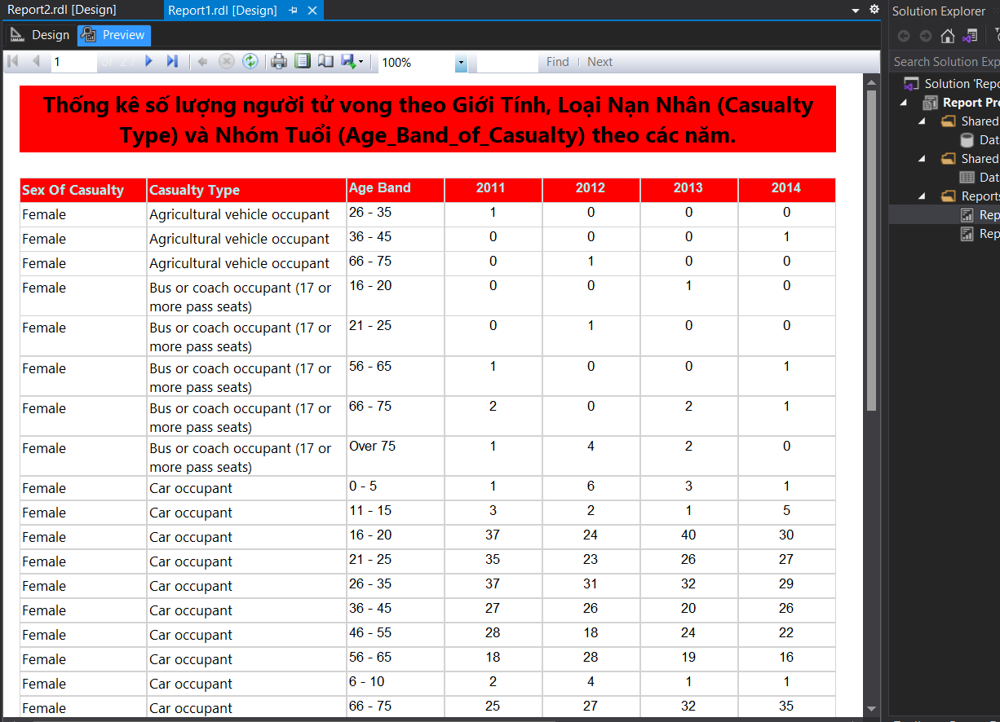 Report2.rdl [Design] Report1.rdl [Design] Solution Explorer
Design Preview
1 of 2 ? 100% Find | Next Search Solution Exp
Solution 'Repo
Report Pro
Shared
Dat
Shared
Dat
Reports
Rep
Rep
Thống kê số lượng người tử vong theo Giới Tính, Loại Nạn Nhân (Casualty
Type) và Nhóm Tuổi (Age_Band_of_Casualty) theo các năm.
Sex Of Casualty Casualty Type Age Band 2011 2012 2013 2014
Female Agricultural vehicle occupant 26 - 35 1 0 0 0
Female Agricultural vehicle occupant 36 - 45 0 0 0 1
Female Agricultural vehicle occupant 66 - 75 0 1 0 0
Female Bus or coach occupant (17 or 16 - 20 0 0 1 0
more pass seats)
Female Bus or coach occupant (17 or 21 - 25 0 1 0 0
more pass seats)
Female Bus or coach occupant (17 or 56 - 65 1 0 0 1
more pass seats)
Female Bus or coach occupant (17 or 66 - 75 2 0 2 1
more pass seats)
Female Bus or coach occupant (17 or Over 75 1 4 2 0
more pass seats)
Female Car occupant 0 - 5 1 6 3 1
Female Car occupant 11 - 15 3 2 1 5
Female Car occupant 16 - 20 37 24 40 30
Female Car occupant 21 - 25 35 23 26 27
Female Car occupant 26 - 35 37 31 32 29
Female Car occupant 36 - 45 27 26 20 26
Female Car occupant 46 - 55 28 18 24 22
Female Car occupant 56 - 65 18 28 19 16
Female Car occupant 6 - 10 2 4 1 1
Female Car occupant 66 - 75 25 27 32 35